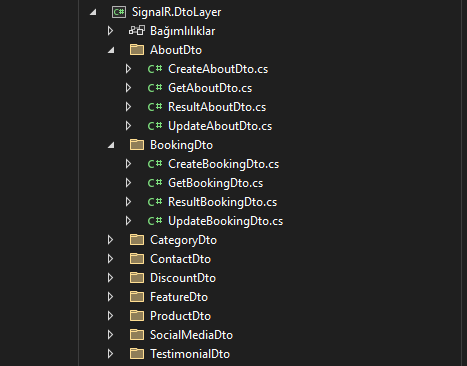 C# SignalR.DtoLayer
Bağımlılıklar
AboutDto
C# CreateAboutDto.cs
C# GetAboutDto.cs
C# ResultAboutDto.cs
C# UpdateAboutDto.cs
BookingDto
C# CreateBookingDto.cs
C# GetBookingDto.cs
C# ResultBookingDto.cs
C# UpdateBookingDto.cs
CategoryDto
ContactDto
DiscountDto
FeatureDto
ProductDto
SocialMediaDto
TestimonialDto